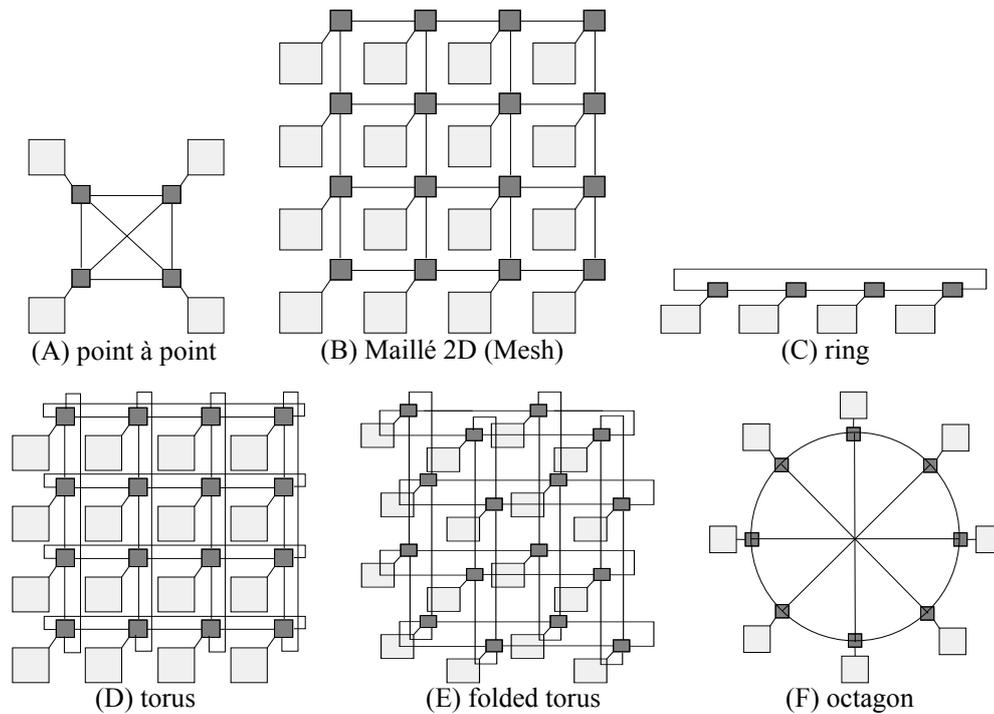 (A) point à point
(B) Maillé 2D (Mesh)
(C) ring
(D) torus
(E) folded torus
(F) octagon